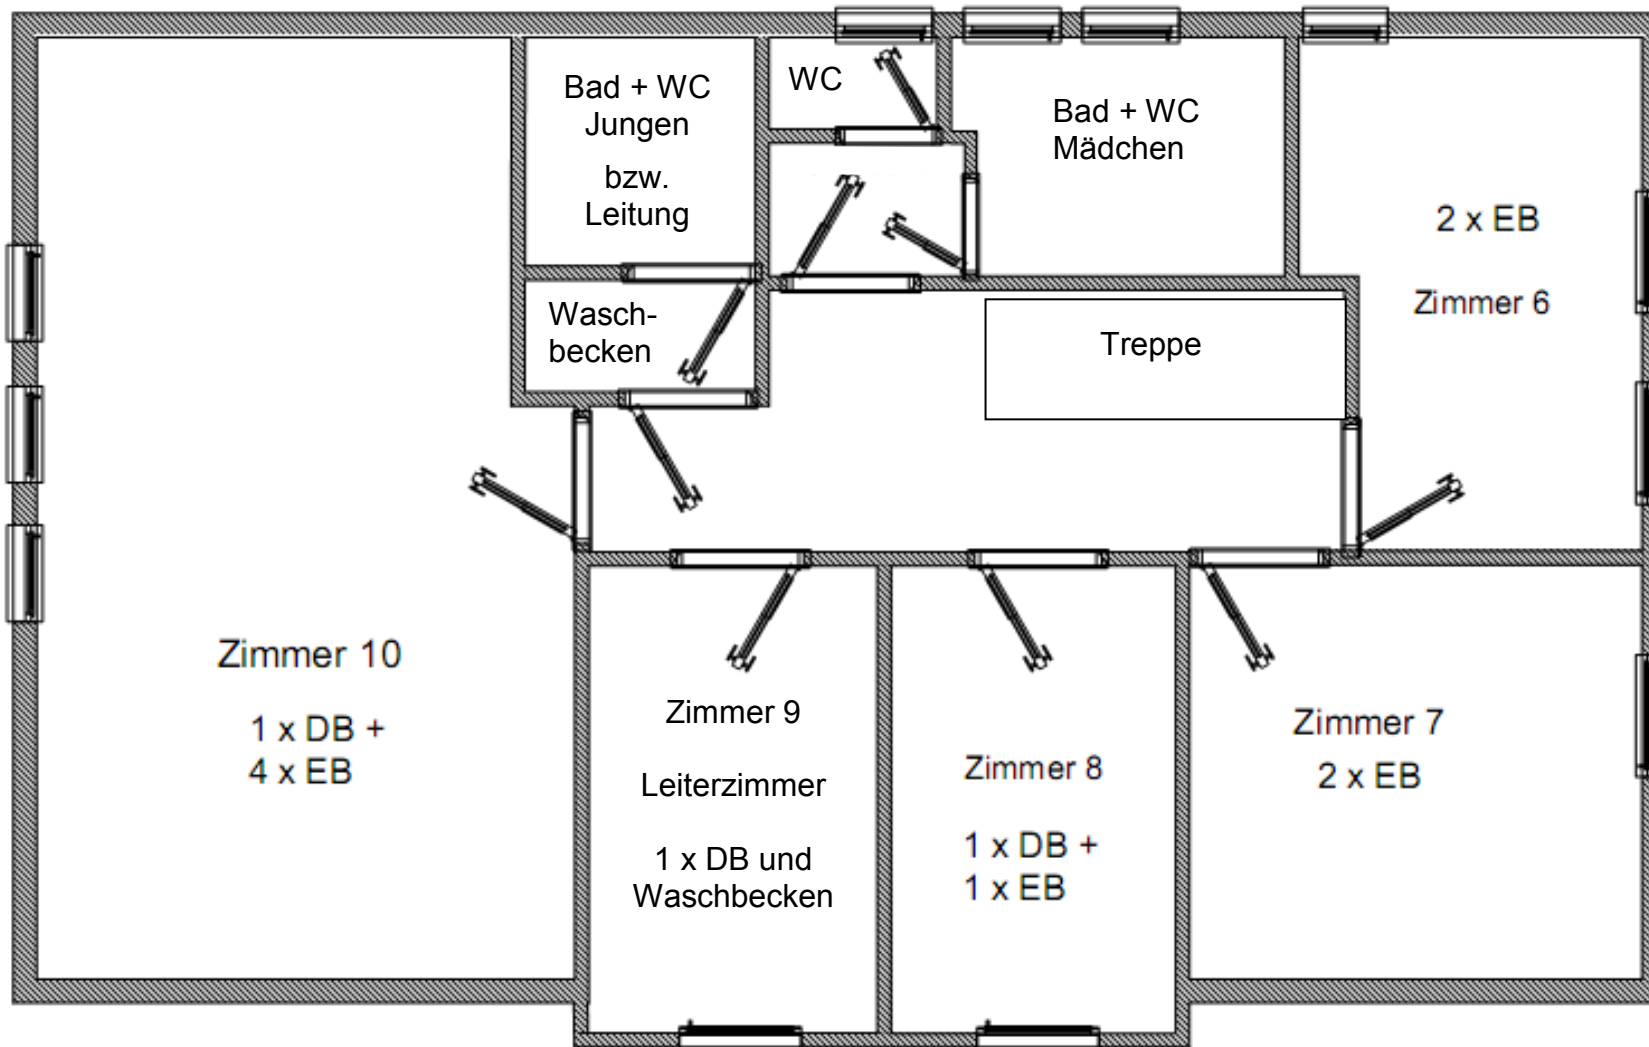 Bad + WC
Jungen
bzw.
Leitung
WC
Bad + WC
Mädchen
2 x EB
Zimmer 6
Wasch-
becken
Treppe
Zimmer 10
1 x DB +
4 x EB
Zimmer 9
Leiterzimmer
1 x DB und
Waschbecken
Zimmer 8
1 x DB +
1 x EB
Zimmer 7
2 x EB